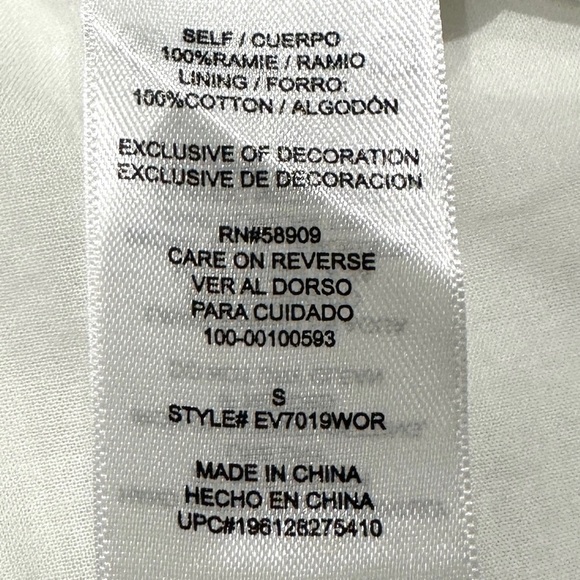 SELF / CUERPO
100%RAMIE / RAMIO
LINING / FORRO:
100%COTTON / ALGODÓN
EXCLUSIVE OF DECORATION
EXCLUSIVE DE DECORACION
RN#58909
CARE ON REVERSE
VER AL DORSO
PARA CUIDADO
100-00100593
S
STYLE# EV7019WOR
MADE IN CHINA
HECHO EN CHINA
UPC#196128275410